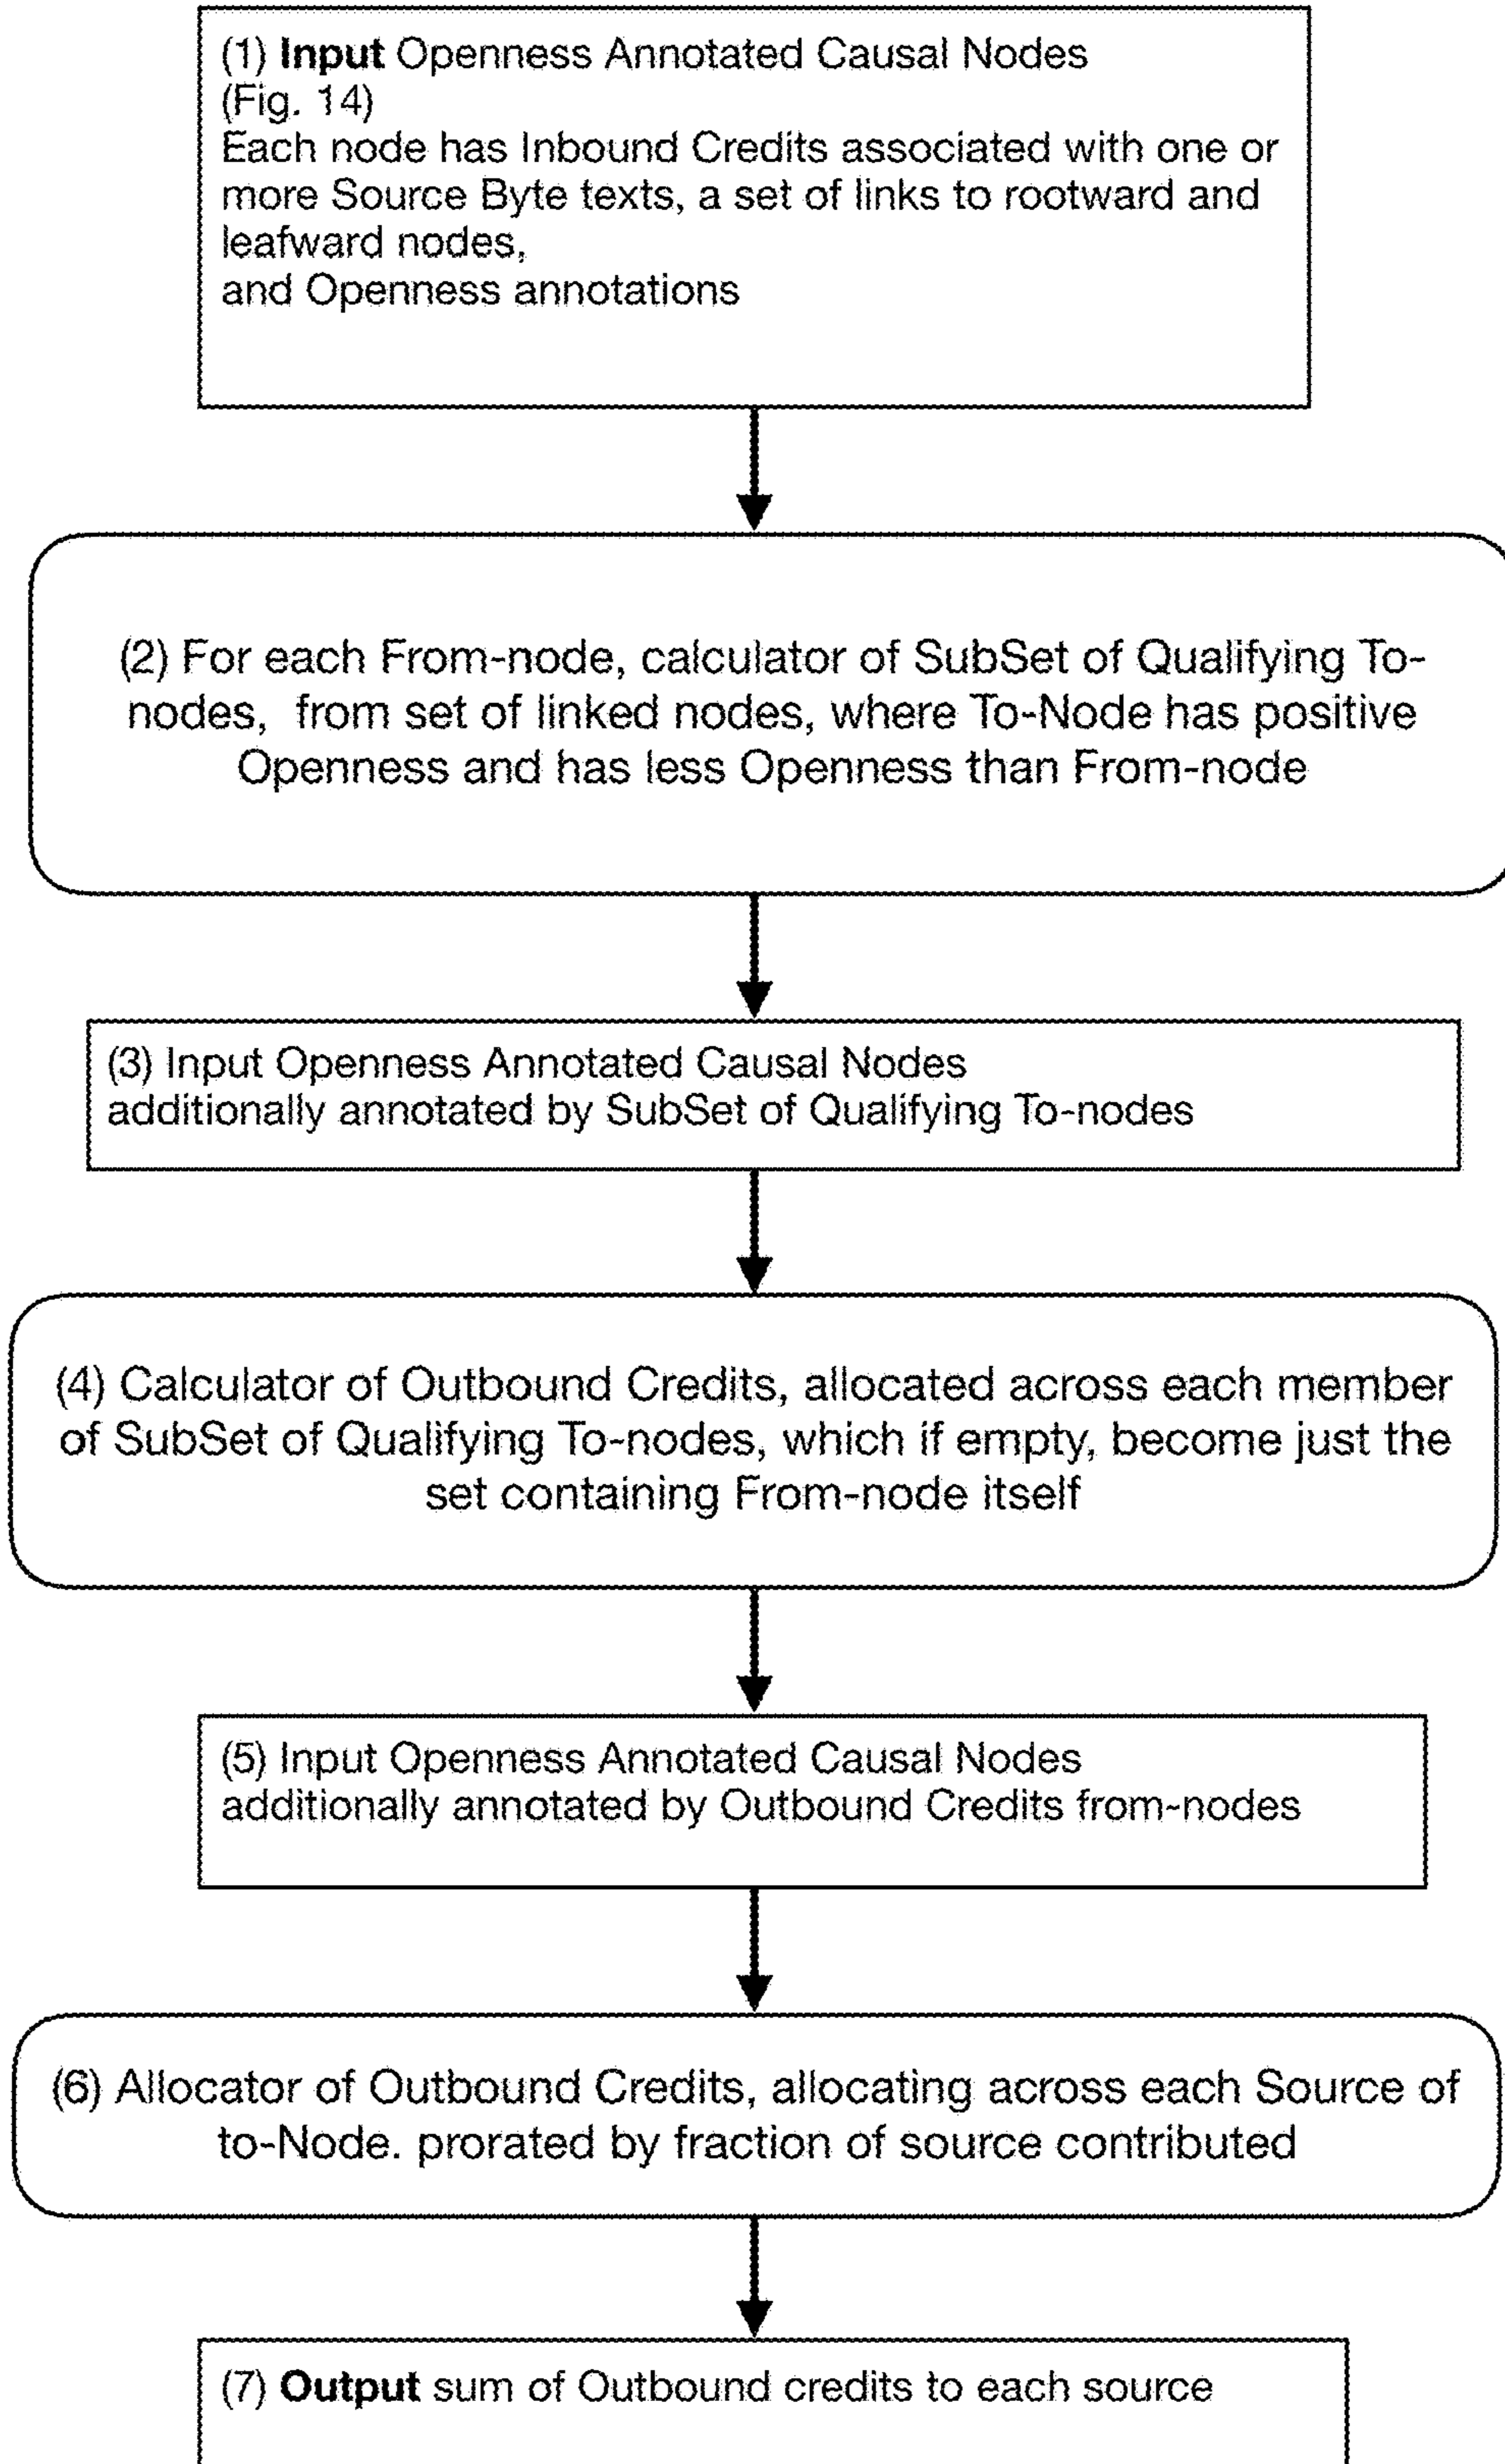 (1) Input Openness Annotated Causal Nodes
(Fig. 14)
Each node has Inbound Credits associated with one or
more Source Byte texts, a set of links to rootward and
leafward nodes,
and Openness annotations
(2) For each From-node, calculator of SubSet of Qualifying To-
nodes, from set of linked nodes, where To-Node has positive
Openness and has less Openness than From-node
(3) Input Openness Annotated Causal Nodes
additionally annotated by SubSet of Qualifying To-nodes
(4) Calculator of Outbound Credits, allocated across each member
of SubSet of Qualifying To-nodes, which if empty, become just the
set containing From-node itself
(5) Input Openness Annotated Causal Nodes
additionally annotated by Outbound Credits from-nodes
(6) Allocator of Outbound Credits, allocating across each Source of
to-Node. prorated by fraction of source contributed
(7) Output sum of Outbound credits to each source